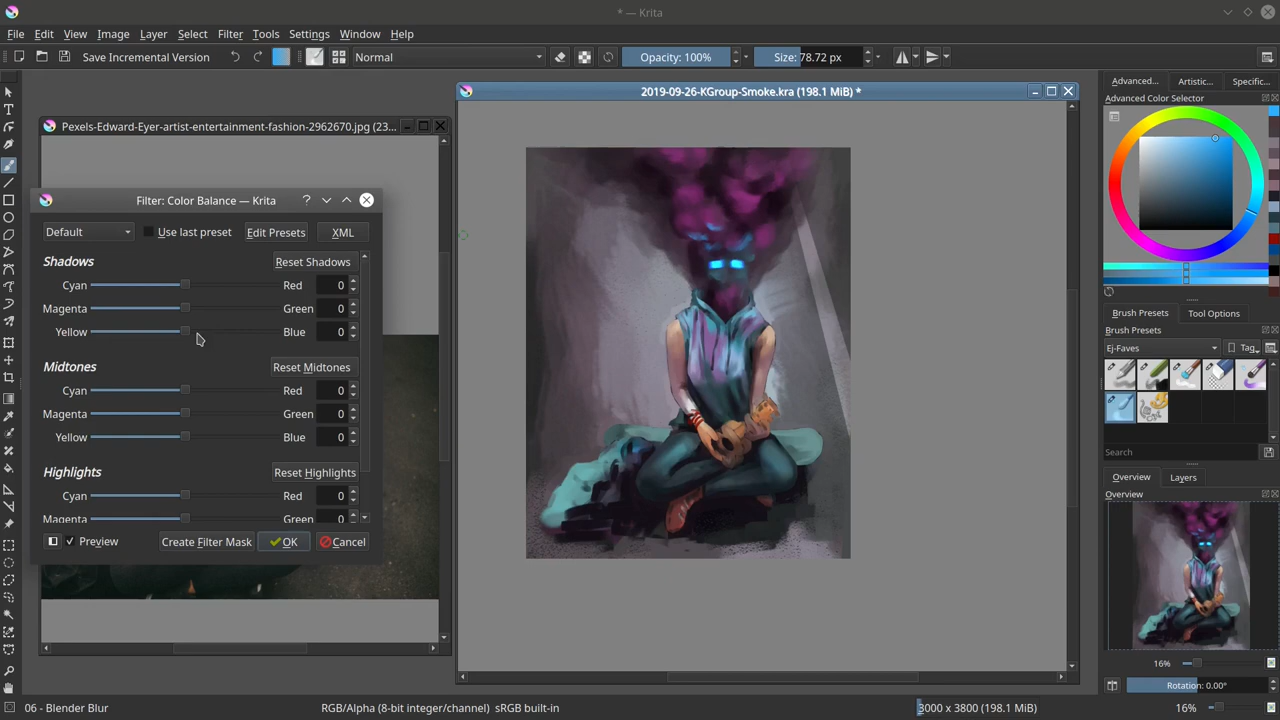 * — Krita
File Edit View Image Layer Select Filter Tools Settings Window Help
Save Incremental Version Normal Opacity: 100% Size: 78.72 px
2019-09-26-KGroup-Smoke.kra (198.1 MiB) *
Pexels-Edward-Eyer-artist-entertainment-fashion-2962670.jpg (23...
Filter: Color Balance — Krita ?
Default Use last preset Edit Presets XML
Shadows Reset Shadows
Cyan Red 0
Magenta Green 0
Yellow Blue 0
Midtones Reset Midtones
Cyan Red 0
Magenta Green 0
Yellow Blue 0
Highlights Reset Highlights
Cyan Red 0
Magenta Green 0
Preview Create Filter Mask OK Cancel
Advanced... Artistic... Specific...
Advanced Color Selector
Brush Presets Tool Options
Brush Presets
Ej-Faves Tag
Search
Overview Layers
Overview
16%
Rotation: 0.00°
06 - Blender Blur RGB/Alpha (8-bit integer/channel) sRGB built-in 3000 x 3800 (198.1 MiB) 16%